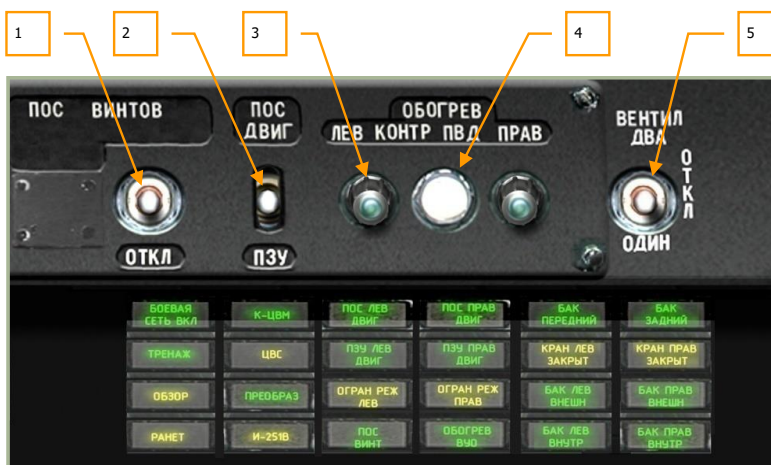 1 2 3 4 5
ПОС ВИНТОВ
ПОС
ДВИГ
ОБОГРЕВ
ЛЕВ КОНТР ПВД ПРАВ
ВЕНТИЛ
ДВА
ОТКЛ
ОТКЛ
ПЗУ
ОДИН
БОЕВАЯ
СЕТЬ ВКЛ
К-ЦВМ
ПОС ЛЕВ
ДВИГ
ПОС ПРАВ
ДВИГ
БАК
ПЕРЕДНИЙ
БАК
ЗАДНИЙ
ТРЕНАЖ
ЦВС
ПЗУ ЛЕВ
ДВИГ
ПЗУ ПРАВ
ДВИГ
КРАН ЛЕВ
ЗАКРЫТ
КРАН ПРАВ
ЗАКРЫТ
ОБЗОР
ПРЕОБРАЗ
ОГРАН РЕЖ
ЛЕВ
ОГРАН РЕЖ
ПРАВ
БАК ЛЕВ
ВНЕШН
БАК ПРАВ
ВНЕШН
РАНЕТ
И-251В
ПОС
ВИНТ
ОБОГРЕВ
ВУО
БАК ЛЕВ
ВНУТР
БАК ПРАВ
ВНУТР